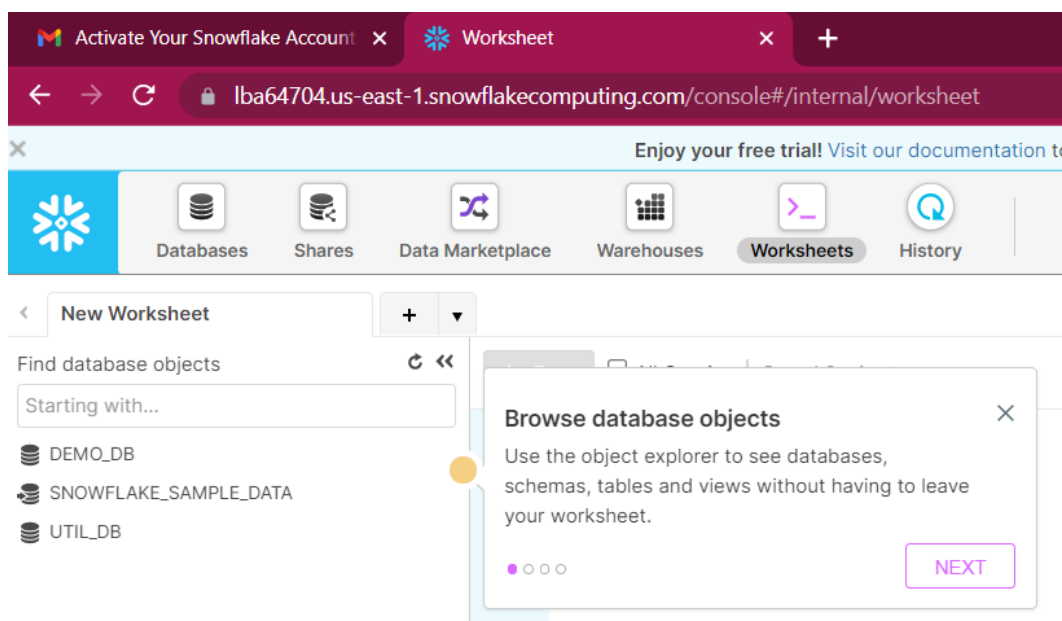 Activate Your Snowflake Account
Worksheet
lba64704.us-east-1.snowflakecomputing.com/console#/internal/worksheet
Enjoy your free trial! Visit our documentation to
Databases
Shares
Data Marketplace
Warehouses
Worksheets
History
New Worksheet
Find database objects
Starting with...
DEMO_DB
SNOWFLAKE_SAMPLE_DATA
UTIL_DB
Browse database objects
Use the object explorer to see databases,
schemas, tables and views without having to leave
your worksheet.
NEXT